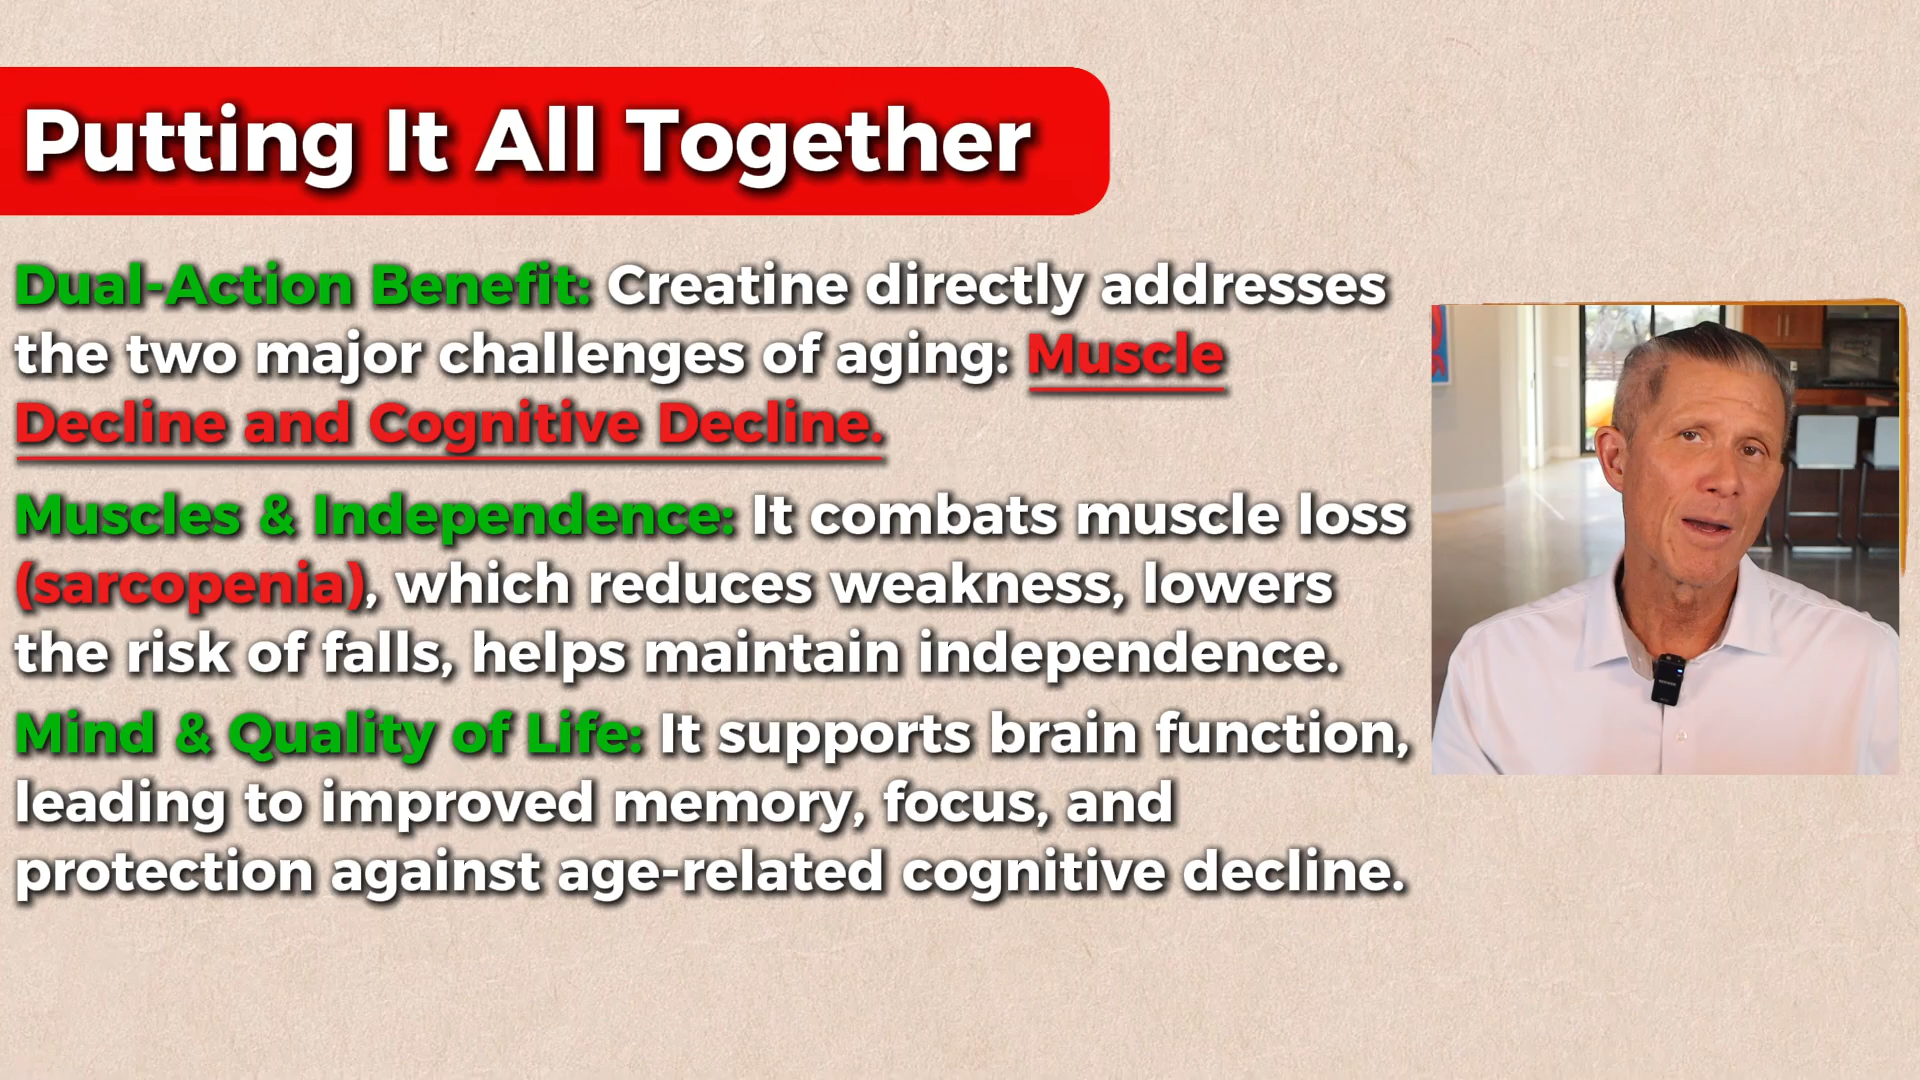 Putting It All Together
Dual-Action Benefit: Creatine directly addresses
the two major challenges of aging: Muscle
Decline and Cognitive Decline.
Muscles & Independence: It combats muscle loss
(sarcopenia), which reduces weakness, lowers
the risk of falls, helps maintain independence.
Mind & Quality of Life: It supports brain function,
leading to improved memory, focus, and
protection against age-related cognitive decline.